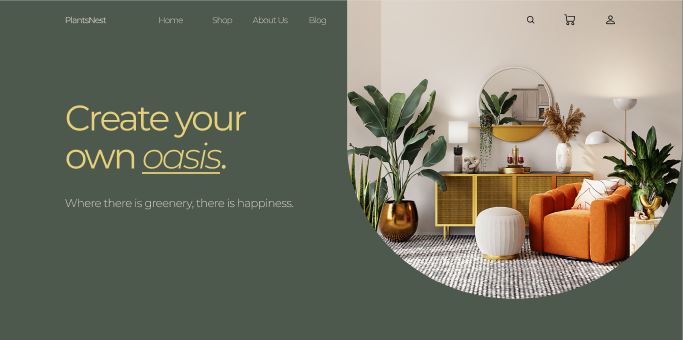 PlantsNest
Home Shop About Us Blog
Create your
own oasis.
Where there is greenery, there is happiness.